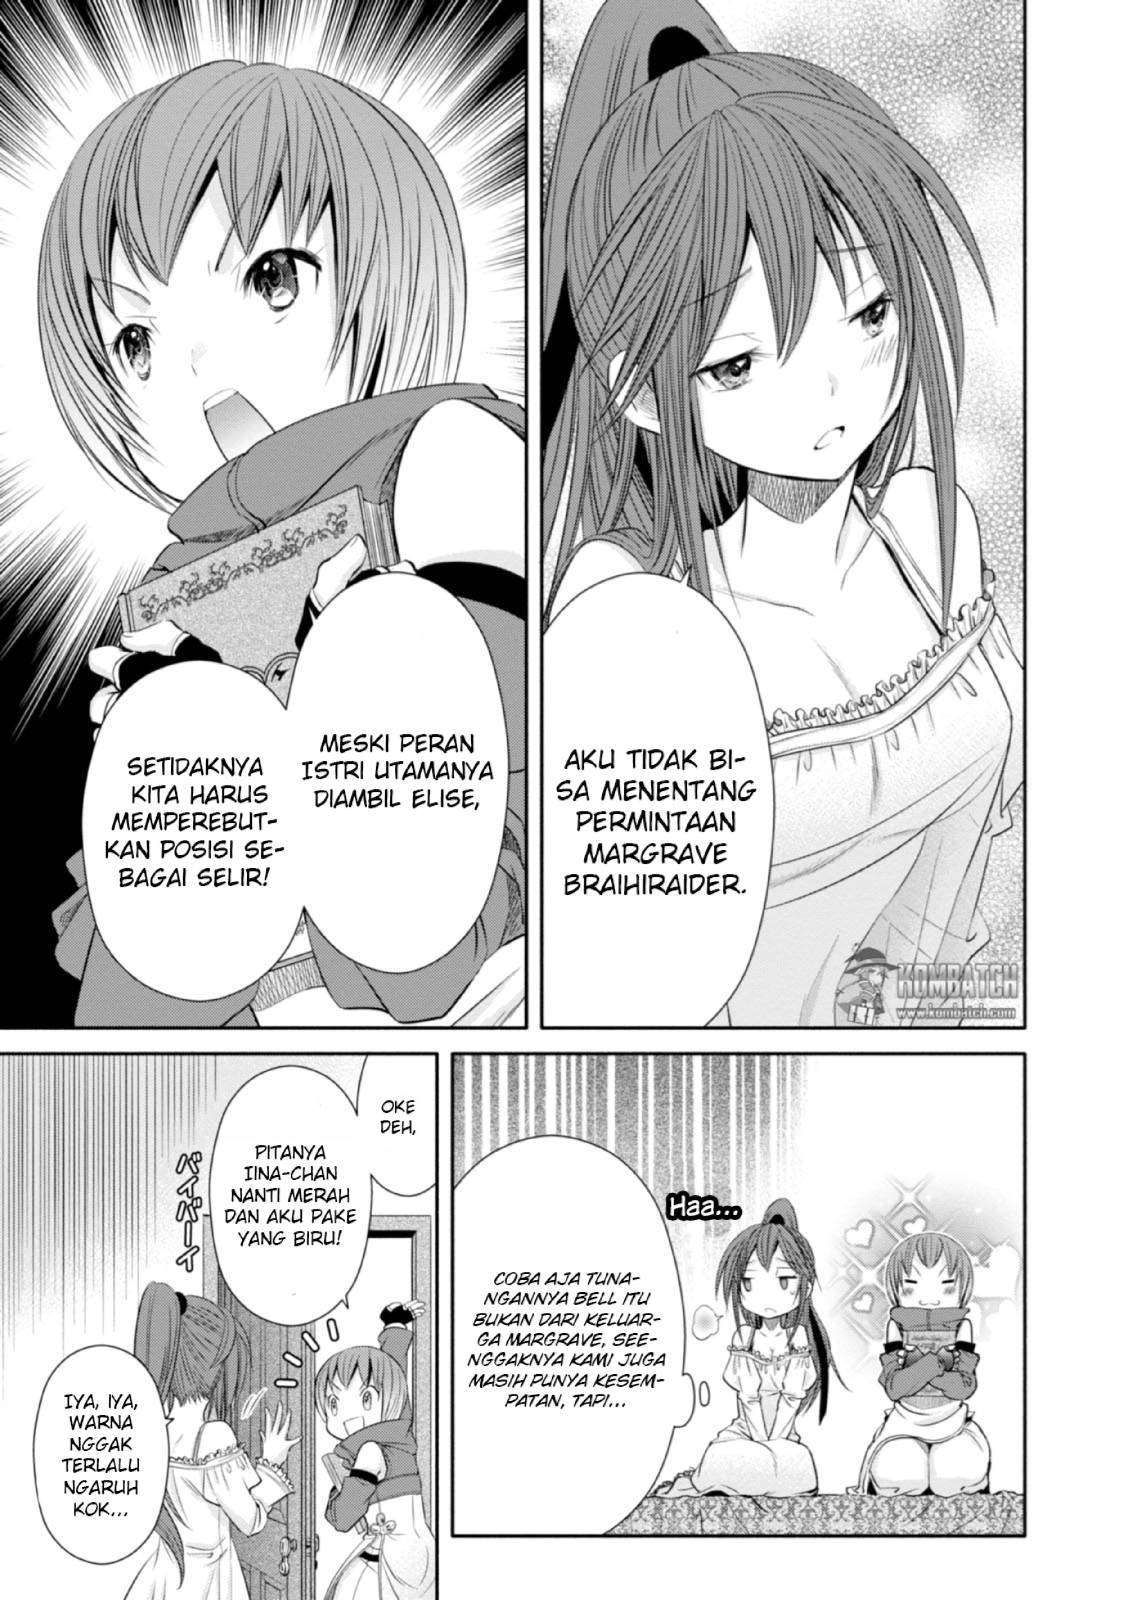 AKU TIDAK BI-
SA MENENTANG
PERMINTAAN
MARGRAVE
BRAIHIRAIDER.
MESKI PERAN
ISTRI UTAMANYA
DIAMBIL ELISE,
SETIDAKNYA
KITA HARUS
MEMPEREBUT-
KAN POSISI SE-
BAGAI SELIR!
KOMBATCH
www.kombatch.com
Haa...
COBA AJA TUNA-
NGANNYA BELL ITU
BUKAN DARI KELUAR-
GA MARGRAVE, SEE-
NGGAKNYA KAMI JUGA
MASIH PUNYA KESEM-
PATAN, TAPI...
OKE
DEH,
PITANYA
IINA-CHAN
NANTI MERAH
DAN AKU PAKE
YANG BIRU!
バイバーイ
IYA, IYA,
WARNA
NGGAK
TERLALU
NGARUH
KOK...